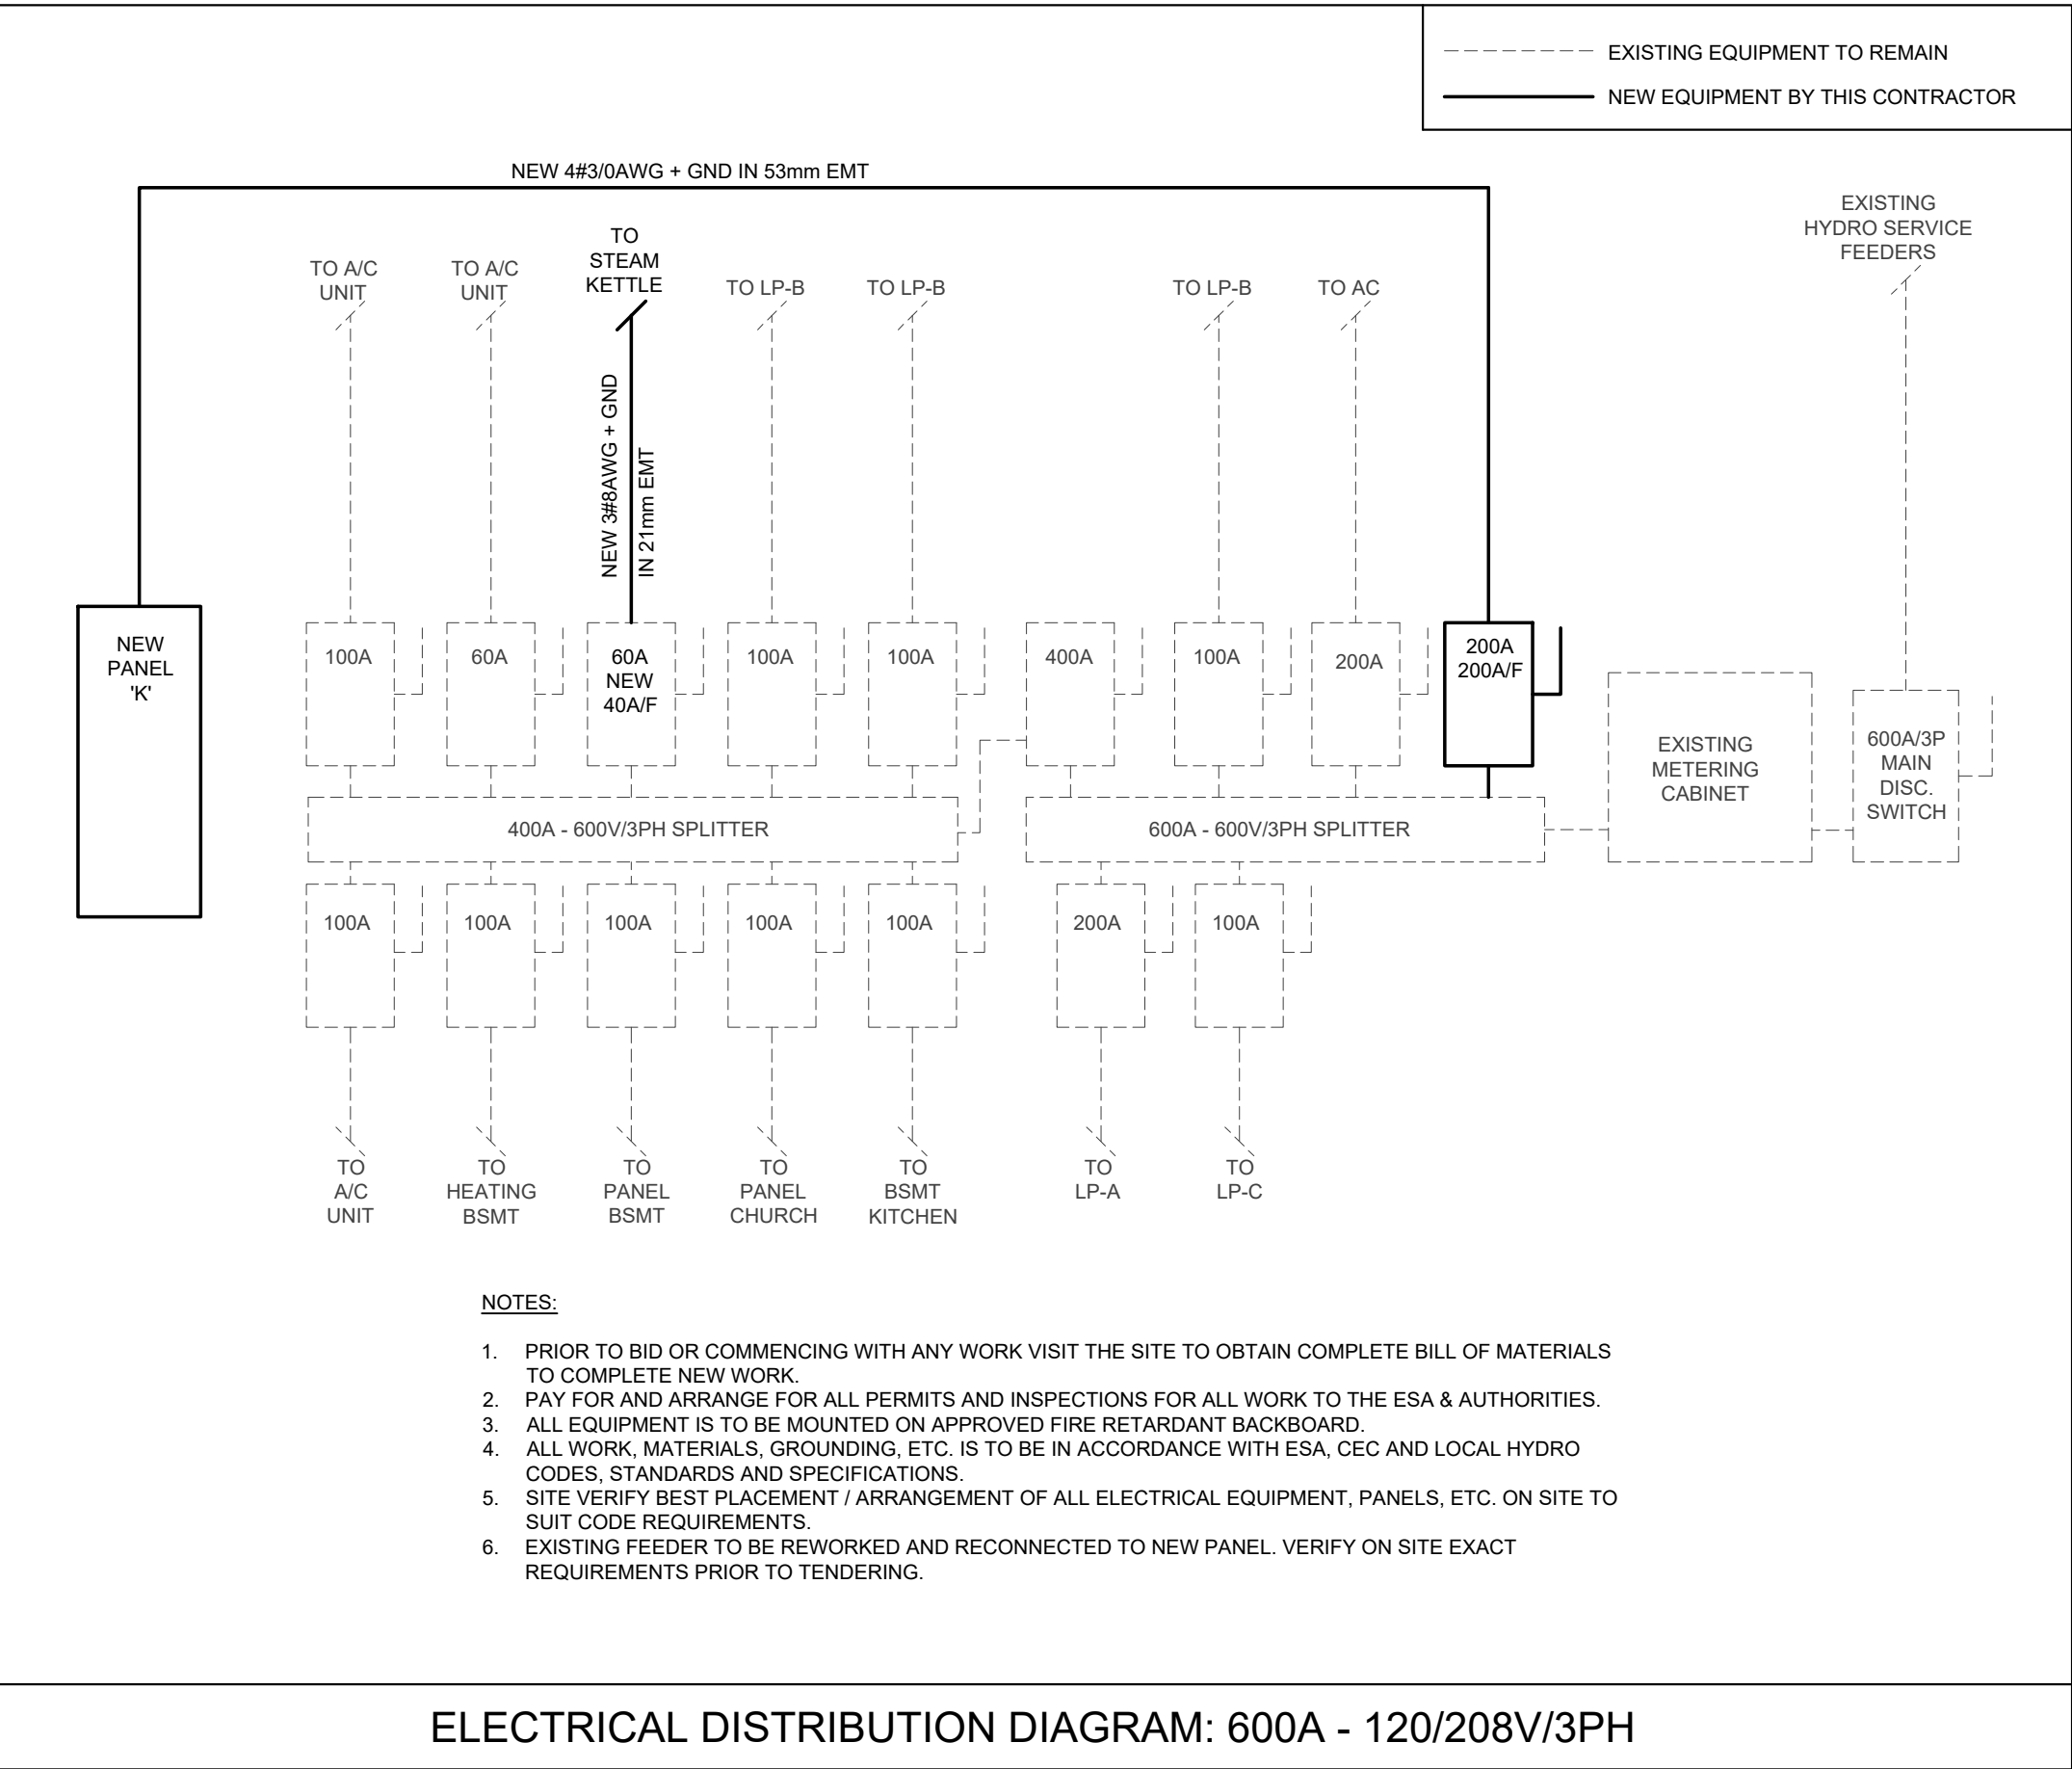 EXISTING EQUIPMENT TO REMAIN
NEW EQUIPMENT BY THIS CONTRACTOR
NEW 4#3/0AWG + GND IN 53mm EMT
EXISTING
HYDRO SERVICE
FEEDERS
TO A/C
UNIT
TO A/C
UNIT
TO
STEAM
KETTLE
TO LP-B
TO LP-B
TO LP-B
TO AC
NEW 3#8AWG + GND
IN 21mm EMT
NEW
PANEL
'K'
100A
60A
60A
NEW
40A/F
100A
100A
400A
100A
200A
200A
200A/F
EXISTING
METERING
CABINET
600A/3P
MAIN
DISC.
SWITCH
400A - 600V/3PH SPLITTER
600A - 600V/3PH SPLITTER
100A
100A
100A
100A
100A
200A
100A
TO
A/C
UNIT
TO
HEATING
BSMT
TO
PANEL
BSMT
TO
PANEL
CHURCH
TO
BSMT
KITCHEN
TO
LP-A
TO
LP-C
NOTES:
1. PRIOR TO BID OR COMMENCING WITH ANY WORK VISIT THE SITE TO OBTAIN COMPLETE BILL OF MATERIALS
TO COMPLETE NEW WORK.
2. PAY FOR AND ARRANGE FOR ALL PERMITS AND INSPECTIONS FOR ALL WORK TO THE ESA & AUTHORITIES.
3. ALL EQUIPMENT IS TO BE MOUNTED ON APPROVED FIRE RETARDANT BACKBOARD.
4. ALL WORK, MATERIALS, GROUNDING, ETC. IS TO BE IN ACCORDANCE WITH ESA, CEC AND LOCAL HYDRO
CODES, STANDARDS AND SPECIFICATIONS.
5. SITE VERIFY BEST PLACEMENT / ARRANGEMENT OF ALL ELECTRICAL EQUIPMENT, PANELS, ETC. ON SITE TO
SUIT CODE REQUIREMENTS.
6. EXISTING FEEDER TO BE REWORKED AND RECONNECTED TO NEW PANEL. VERIFY ON SITE EXACT
REQUIREMENTS PRIOR TO TENDERING.
ELECTRICAL DISTRIBUTION DIAGRAM: 600A - 120/208V/3PH